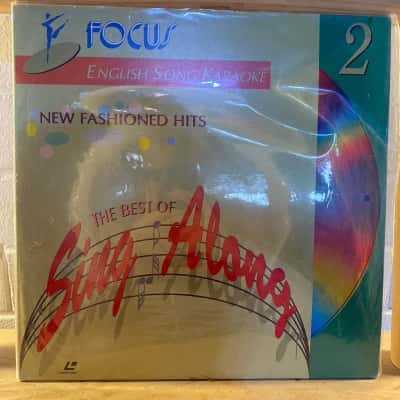 FOCUS
ENGLISH SONG KARAOKE
2
NEW FASHIONED HITS
THE BEST OF
Sing Along